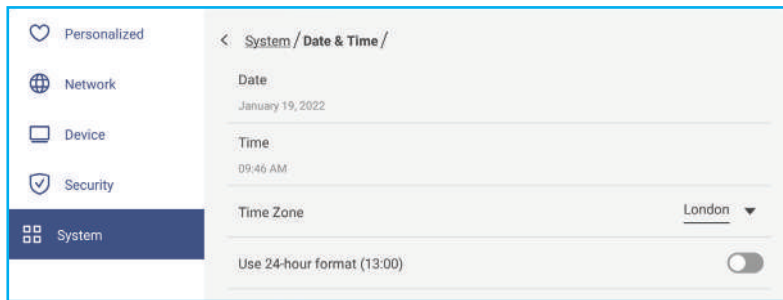 Personalized
Network
Device
Security
System
System / Date & Time /
Date
January 19, 2022
Time
09:46 AM
Time Zone
London
Use 24-hour format (13:00)